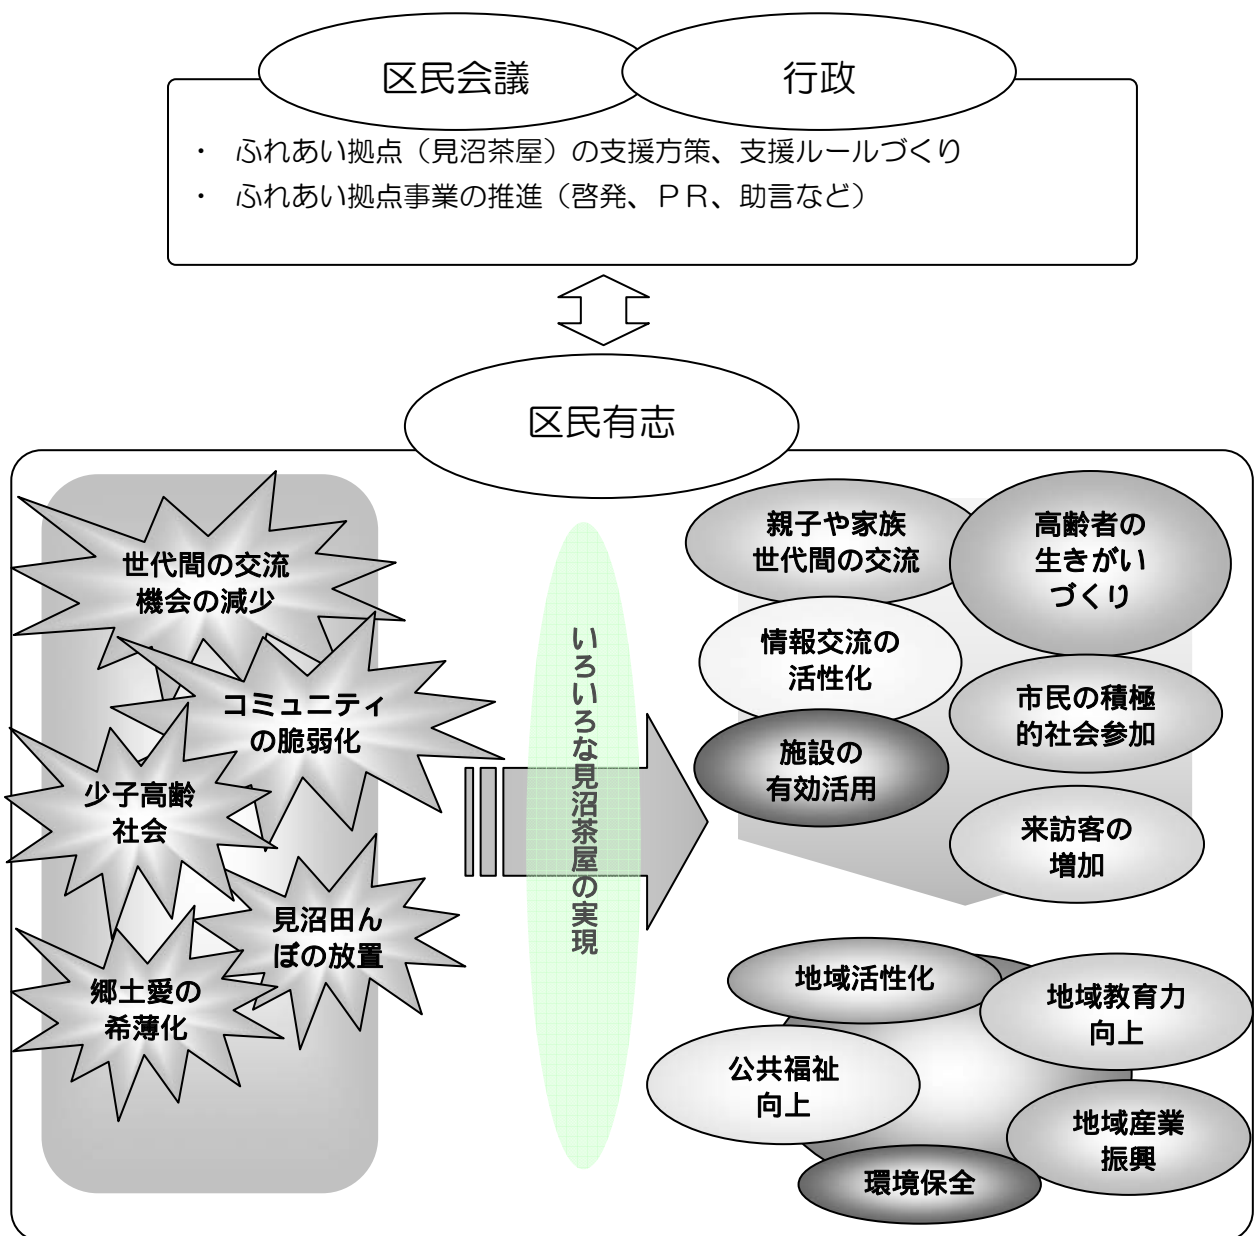 区民会議
行政
・ ふれあい拠点（見沼茶屋）の支援方策、支援ルールづくり
・ ふれあい拠点事業の推進（啓発、ＰＲ、助言など）
区民有志
世代間の交流
機会の減少
コミュニティ
の脆弱化
少子高齢
社会
見沼田ん
ぼの放置
郷土愛の
希薄化
いろいろな見沼茶屋の実現
親子や家族
世代間の交流
高齢者の
生きがい
づくり
情報交流の
活性化
市民の積極
的社会参加
施設の
有効活用
来訪客の
増加
地域活性化
地域教育力
向上
公共福祉
向上
地域産業
振興
環境保全